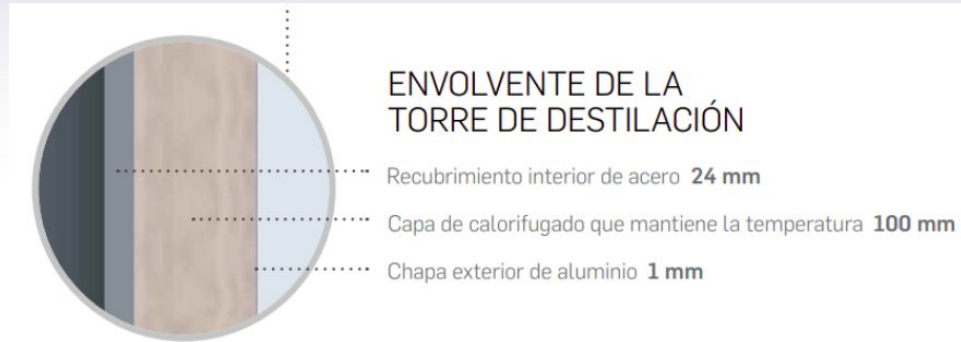 ENVOLVENTE DE LA
TORRE DE DESTILACIÓN
Recubrimiento interior de acero 24 mm
Capa de calorifugado que mantiene la temperatura 100 mm
Chapa exterior de aluminio 1 mm